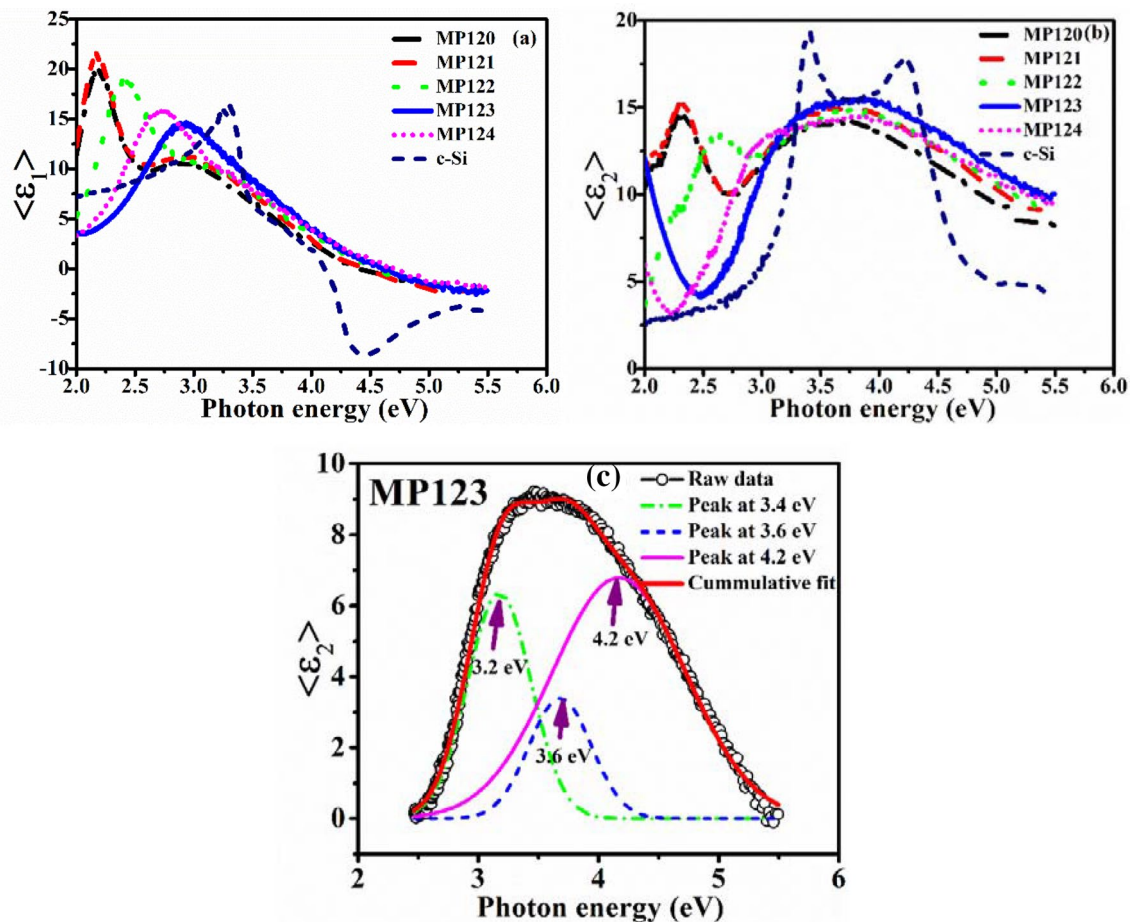 25
20
15
10
5
0
-5
-10
<ε₁>
2.0 2.5 3.0 3.5 4.0 4.5 5.0 5.5 6.0
Photon energy (eV)
MP120
MP121
MP122
MP123
MP124
c-Si
(a)
20
15
10
5
0
<ε₂>
2.0 2.5 3.0 3.5 4.0 4.5 5.0 5.5 6.0
Photon energy (eV)
MP120
MP121
MP122
MP123
MP124
c-Si
(b)
10
8
6
4
2
0
<ε₂>
MP123
(c)
Raw data
Peak at 3.4 eV
Peak at 3.6 eV
Peak at 4.2 eV
Cummulative fit
3.2 eV
4.2 eV
3.6 eV
2 3 4 5 6
Photon energy (eV)